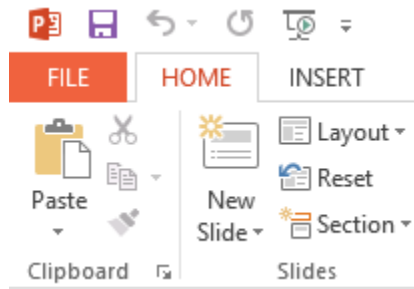 FILE HOME INSERT
Paste
New
Slide
Layout
Reset
Section
Clipboard Slides